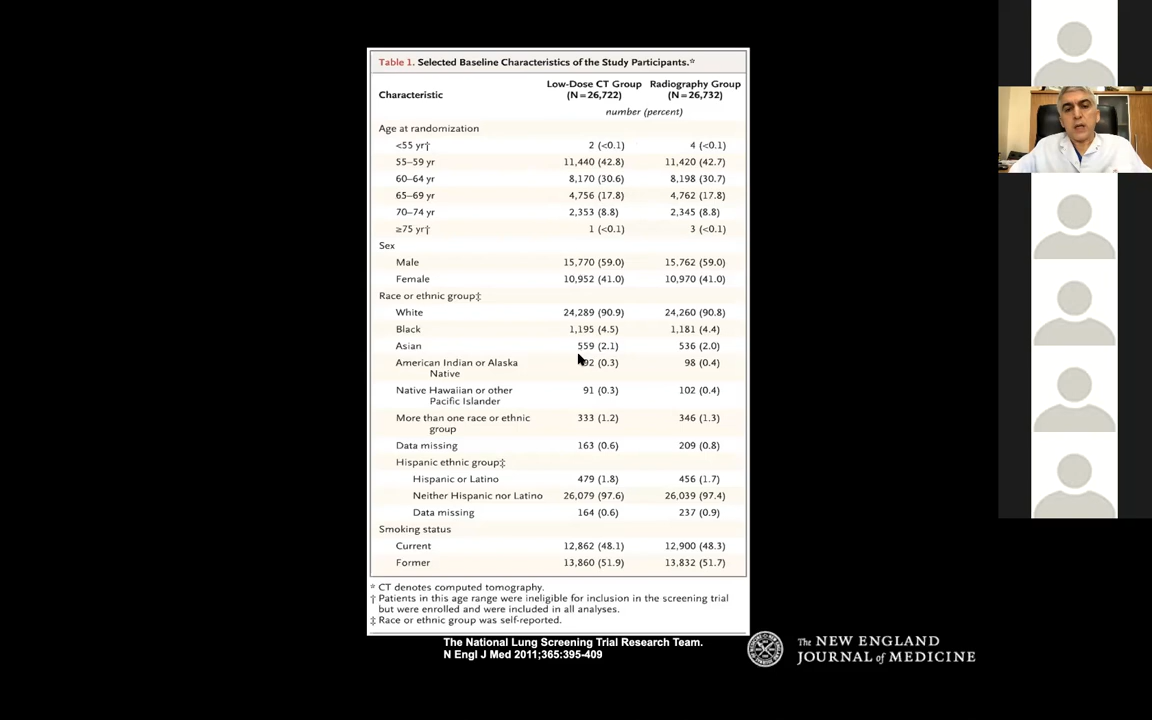 Table 1. Selected Baseline Characteristics of the Study Participants.*
Characteristic Low-Dose CT Group (N=26,722) Radiography Group (N=26,732)
number (percent)
Age at randomization
<55 yr† 2 (<0.1) 4 (<0.1)
55–59 yr 11,440 (42.8) 11,420 (42.7)
60–64 yr 8,170 (30.6) 8,198 (30.7)
65–69 yr 4,756 (17.8) 4,762 (17.8)
70–74 yr 2,353 (8.8) 2,345 (8.8)
≥75 yr† 1 (<0.1) 3 (<0.1)
Sex
Male 15,770 (59.0) 15,762 (59.0)
Female 10,952 (41.0) 10,970 (41.0)
Race or ethnic group‡
White 24,289 (90.9) 24,260 (90.8)
Black 1,195 (4.5) 1,181 (4.4)
Asian 559 (2.1) 536 (2.0)
American Indian or Alaska 92 (0.3) 98 (0.4)
Native
Native Hawaiian or other 91 (0.3) 102 (0.4)
Pacific Islander
More than one race or ethnic 333 (1.2) 346 (1.3)
group
Data missing 163 (0.6) 209 (0.8)
Hispanic ethnic group‡
Hispanic or Latino 479 (1.8) 456 (1.7)
Neither Hispanic nor Latino 26,079 (97.6) 26,039 (97.4)
Data missing 164 (0.6) 237 (0.9)
Smoking status
Current 12,862 (48.1) 12,900 (48.3)
Former 13,860 (51.9) 13,832 (51.7)
* CT denotes computed tomography.
† Patients in this age range were ineligible for inclusion in the screening trial
but were enrolled and were included in all analyses.
‡ Race or ethnic group was self-reported.
The National Lung Screening Trial Research Team.
N Engl J Med 2011;365:395-409
The NEW ENGLAND
JOURNAL of MEDICINE